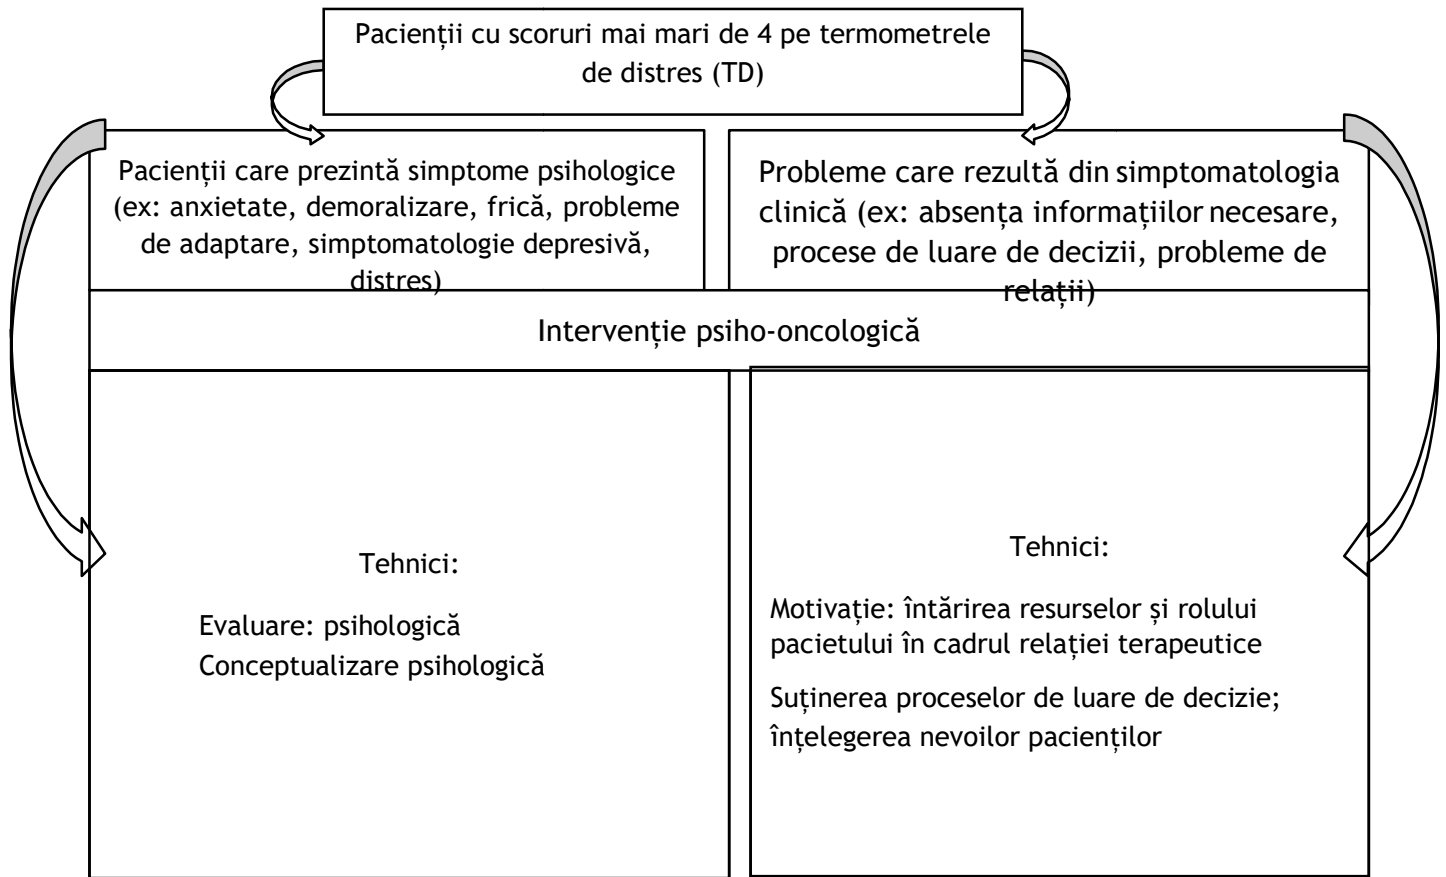 Pacienții cu scoruri mai mari de 4 pe termometrele
de distres (TD)
Pacienții care prezintă simptome psihologice
(ex: anxietate, demoralizare, frică, probleme
de adaptare, simptomatologie depresivă,
distres)
Probleme care rezultă din simptomatologia
clinică (ex: absența informațiilor necesare,
procese de luare de decizii, probleme de
relații)
Intervenție psiho-oncologică
Tehnici:
Evaluare: psihologică
Conceptualizare psihologică
Tehnici:
Motivație: întărirea resurselor și rolului
pacietului în cadrul relației terapeutice
Suținerea proceselor de luare de decizie;
înțelegerea nevoilor pacienților